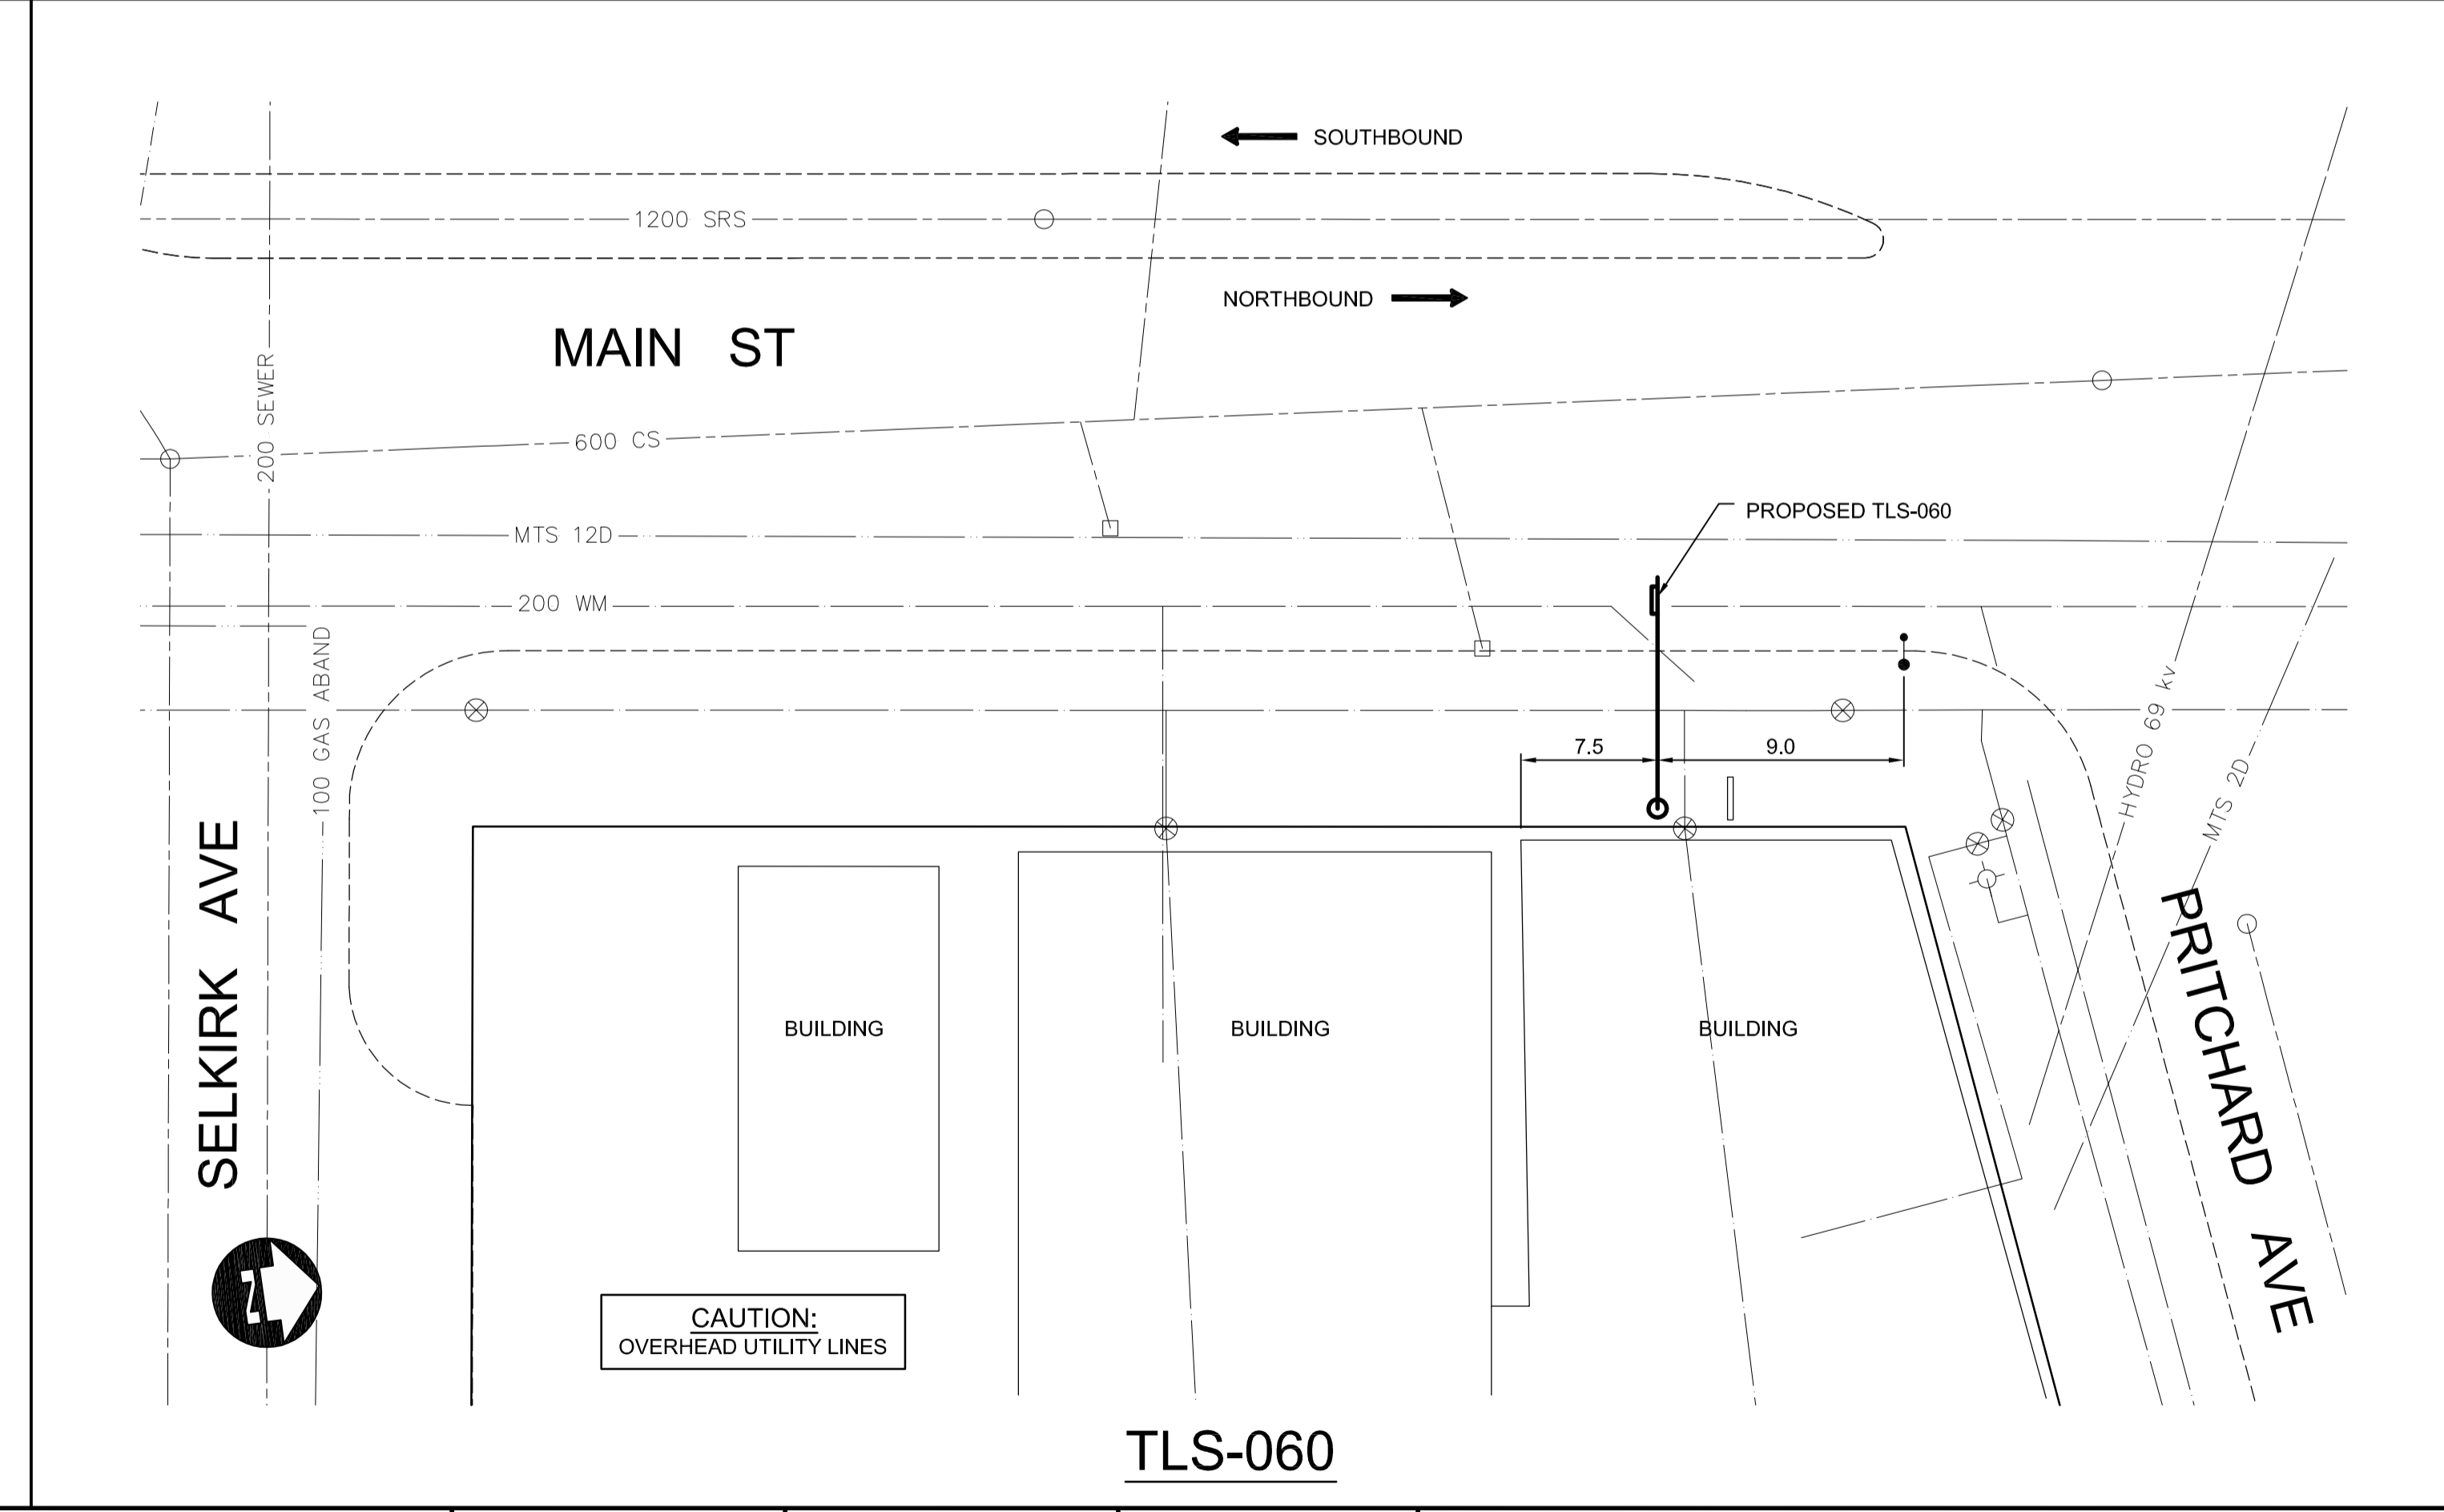 SOUTHBOUND
1200 SRS
NORTHBOUND
MAIN ST
200 SEWER
600 CS
PROPOSED TLS-060
MTS 12D
200 WM
100 GAS ABAND
7.5
9.0
HYDRO 69 kv
MTS 2D
SELKIRK AVE
PRITCHARD AVE
BUILDING
BUILDING
BUILDING
N
CAUTION:
OVERHEAD UTILITY LINES
TLS-060